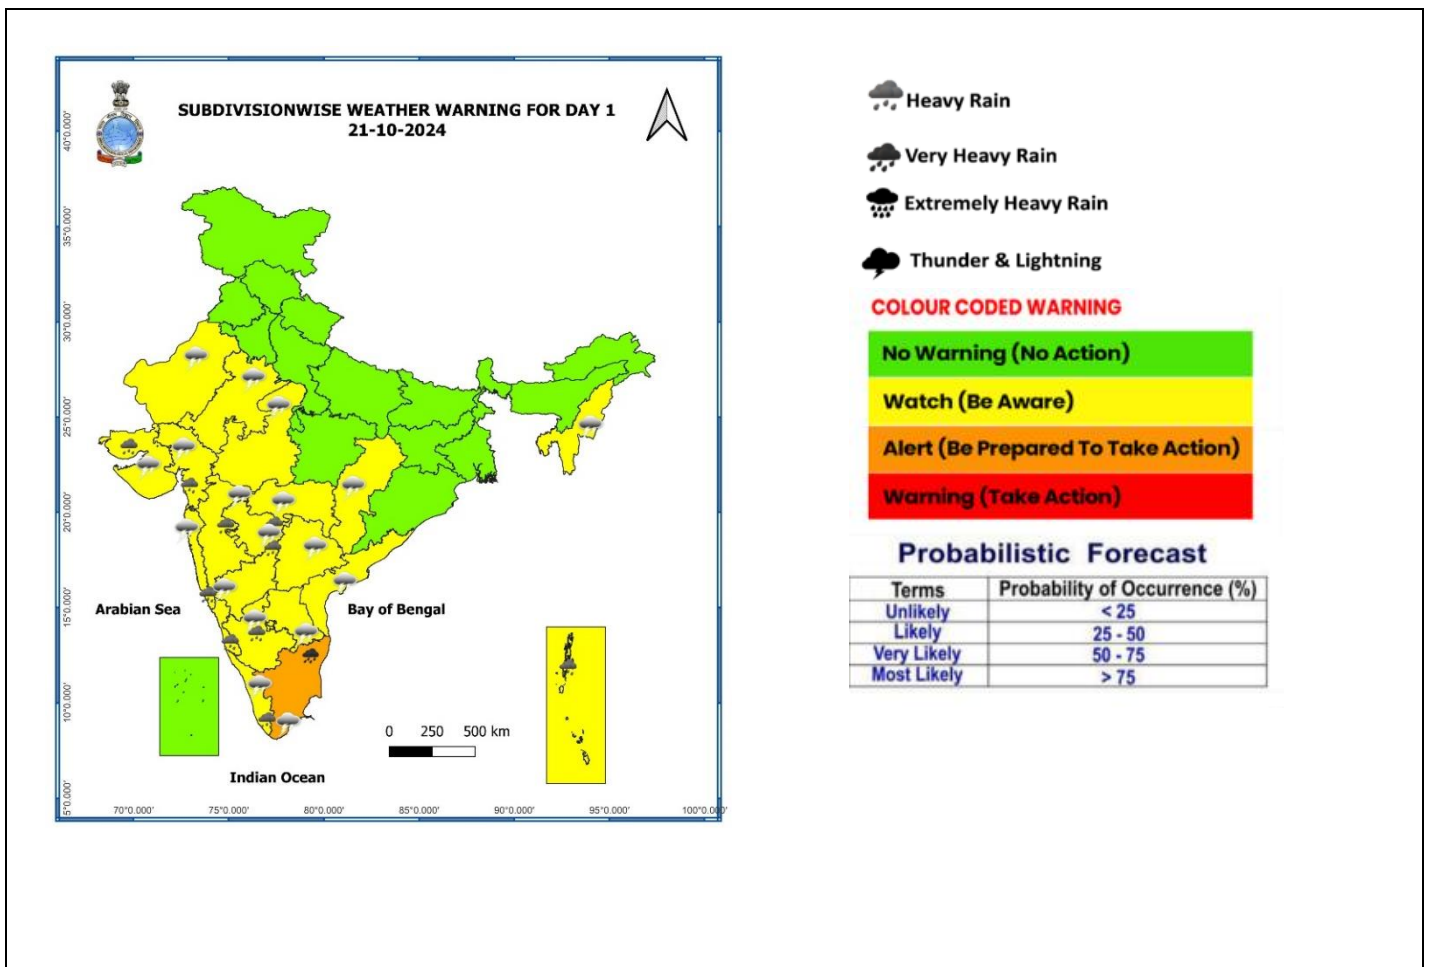 SUBDIVISIONWISE WEATHER WARNING FOR DAY 1
21-10-2024
40°0.000'
35°0.000'
30°0.000'
25°0.000'
20°0.000'
15°0.000'
10°0.000'
5°0.000'
Arabian Sea
Bay of Bengal
0 250 500 km
Indian Ocean
70°0.000' 75°0.000' 80°0.000' 85°0.000' 90°0.000' 95°0.000' 100°0.000'
Heavy Rain
Very Heavy Rain
Extremely Heavy Rain
Thunder & Lightning
COLOUR CODED WARNING
No Warning (No Action)
Watch (Be Aware)
Alert (Be Prepared To Take Action)
Warning (Take Action)
Probabilistic Forecast
Terms Probability of Occurrence (%)
Unlikely < 25
Likely 25 - 50
Very Likely 50 - 75
Most Likely > 75